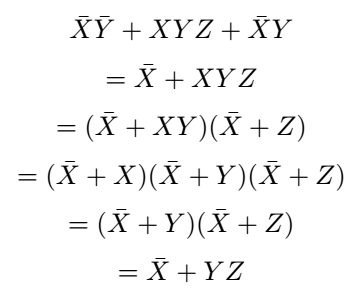 X̄Ȳ + XYZ + X̄Y
= X̄ + XYZ
= (X̄ + XY)(X̄ + Z)
= (X̄ + X)(X̄ + Y)(X̄ + Z)
= (X̄ + Y)(X̄ + Z)
= X̄ + YZ